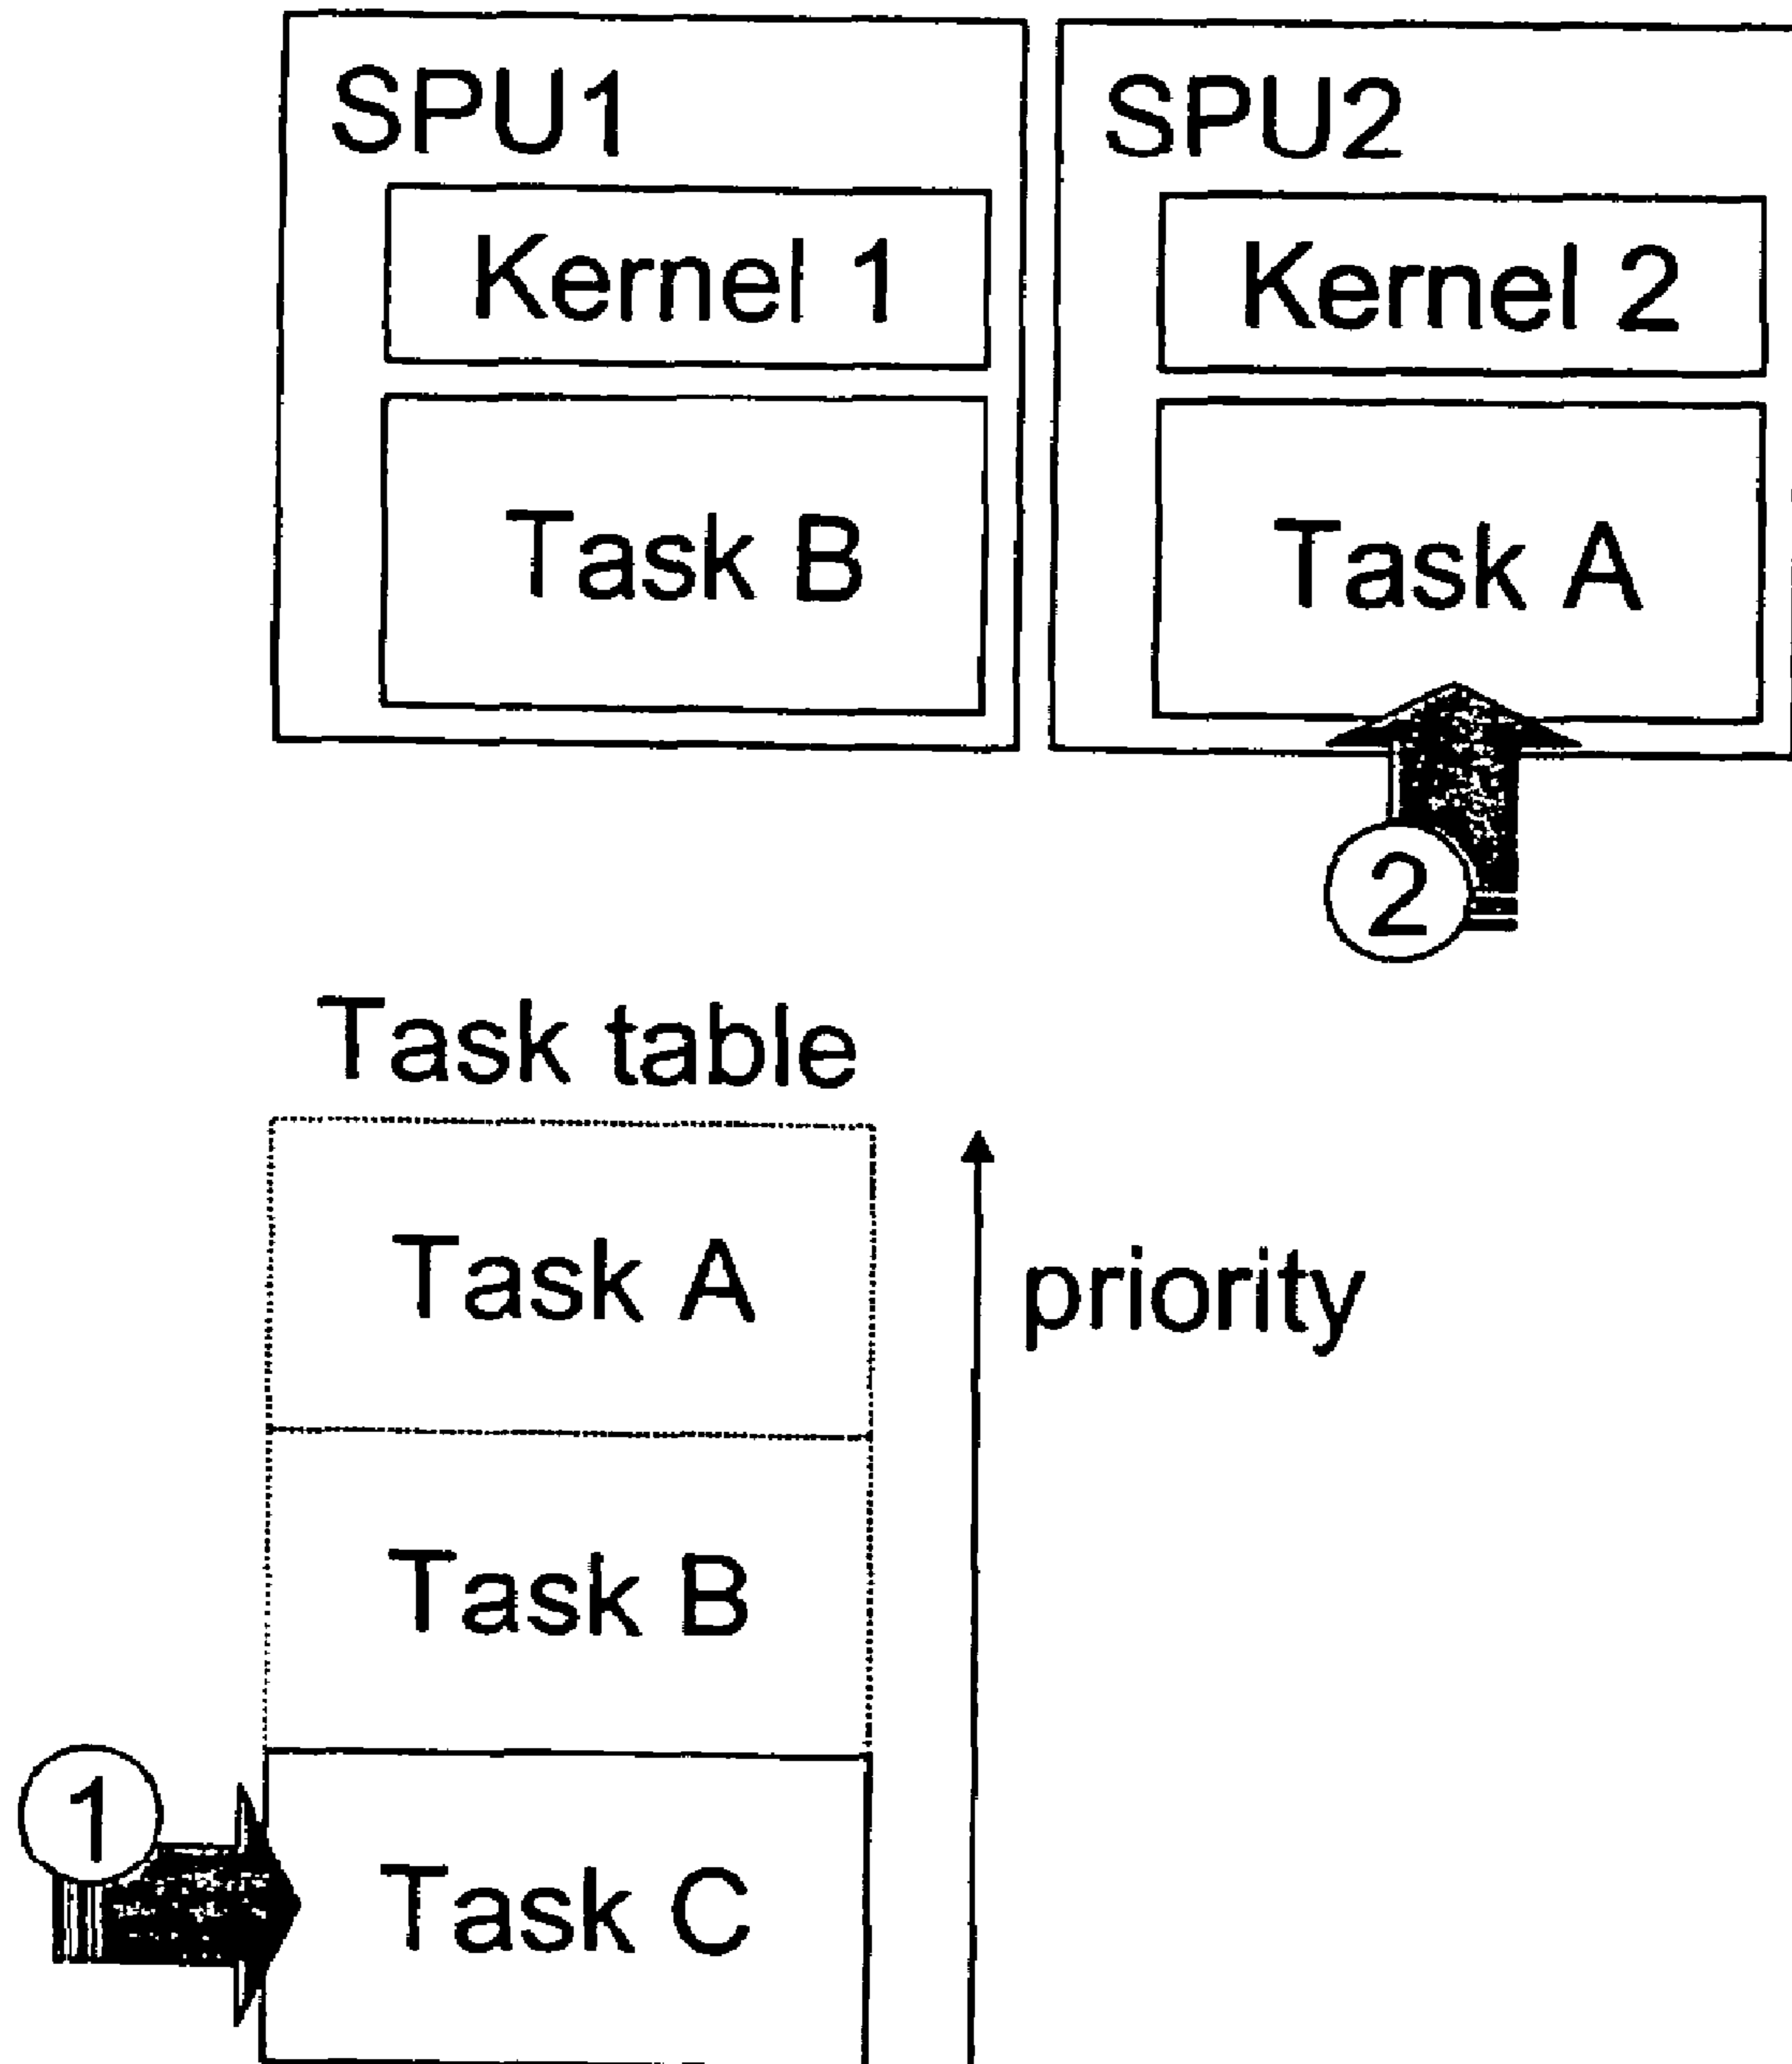 SPU1
Kernel 1
Task B
SPU2
Kernel 2
Task A
2
Task table
Task A
priority
Task B
1
Task C